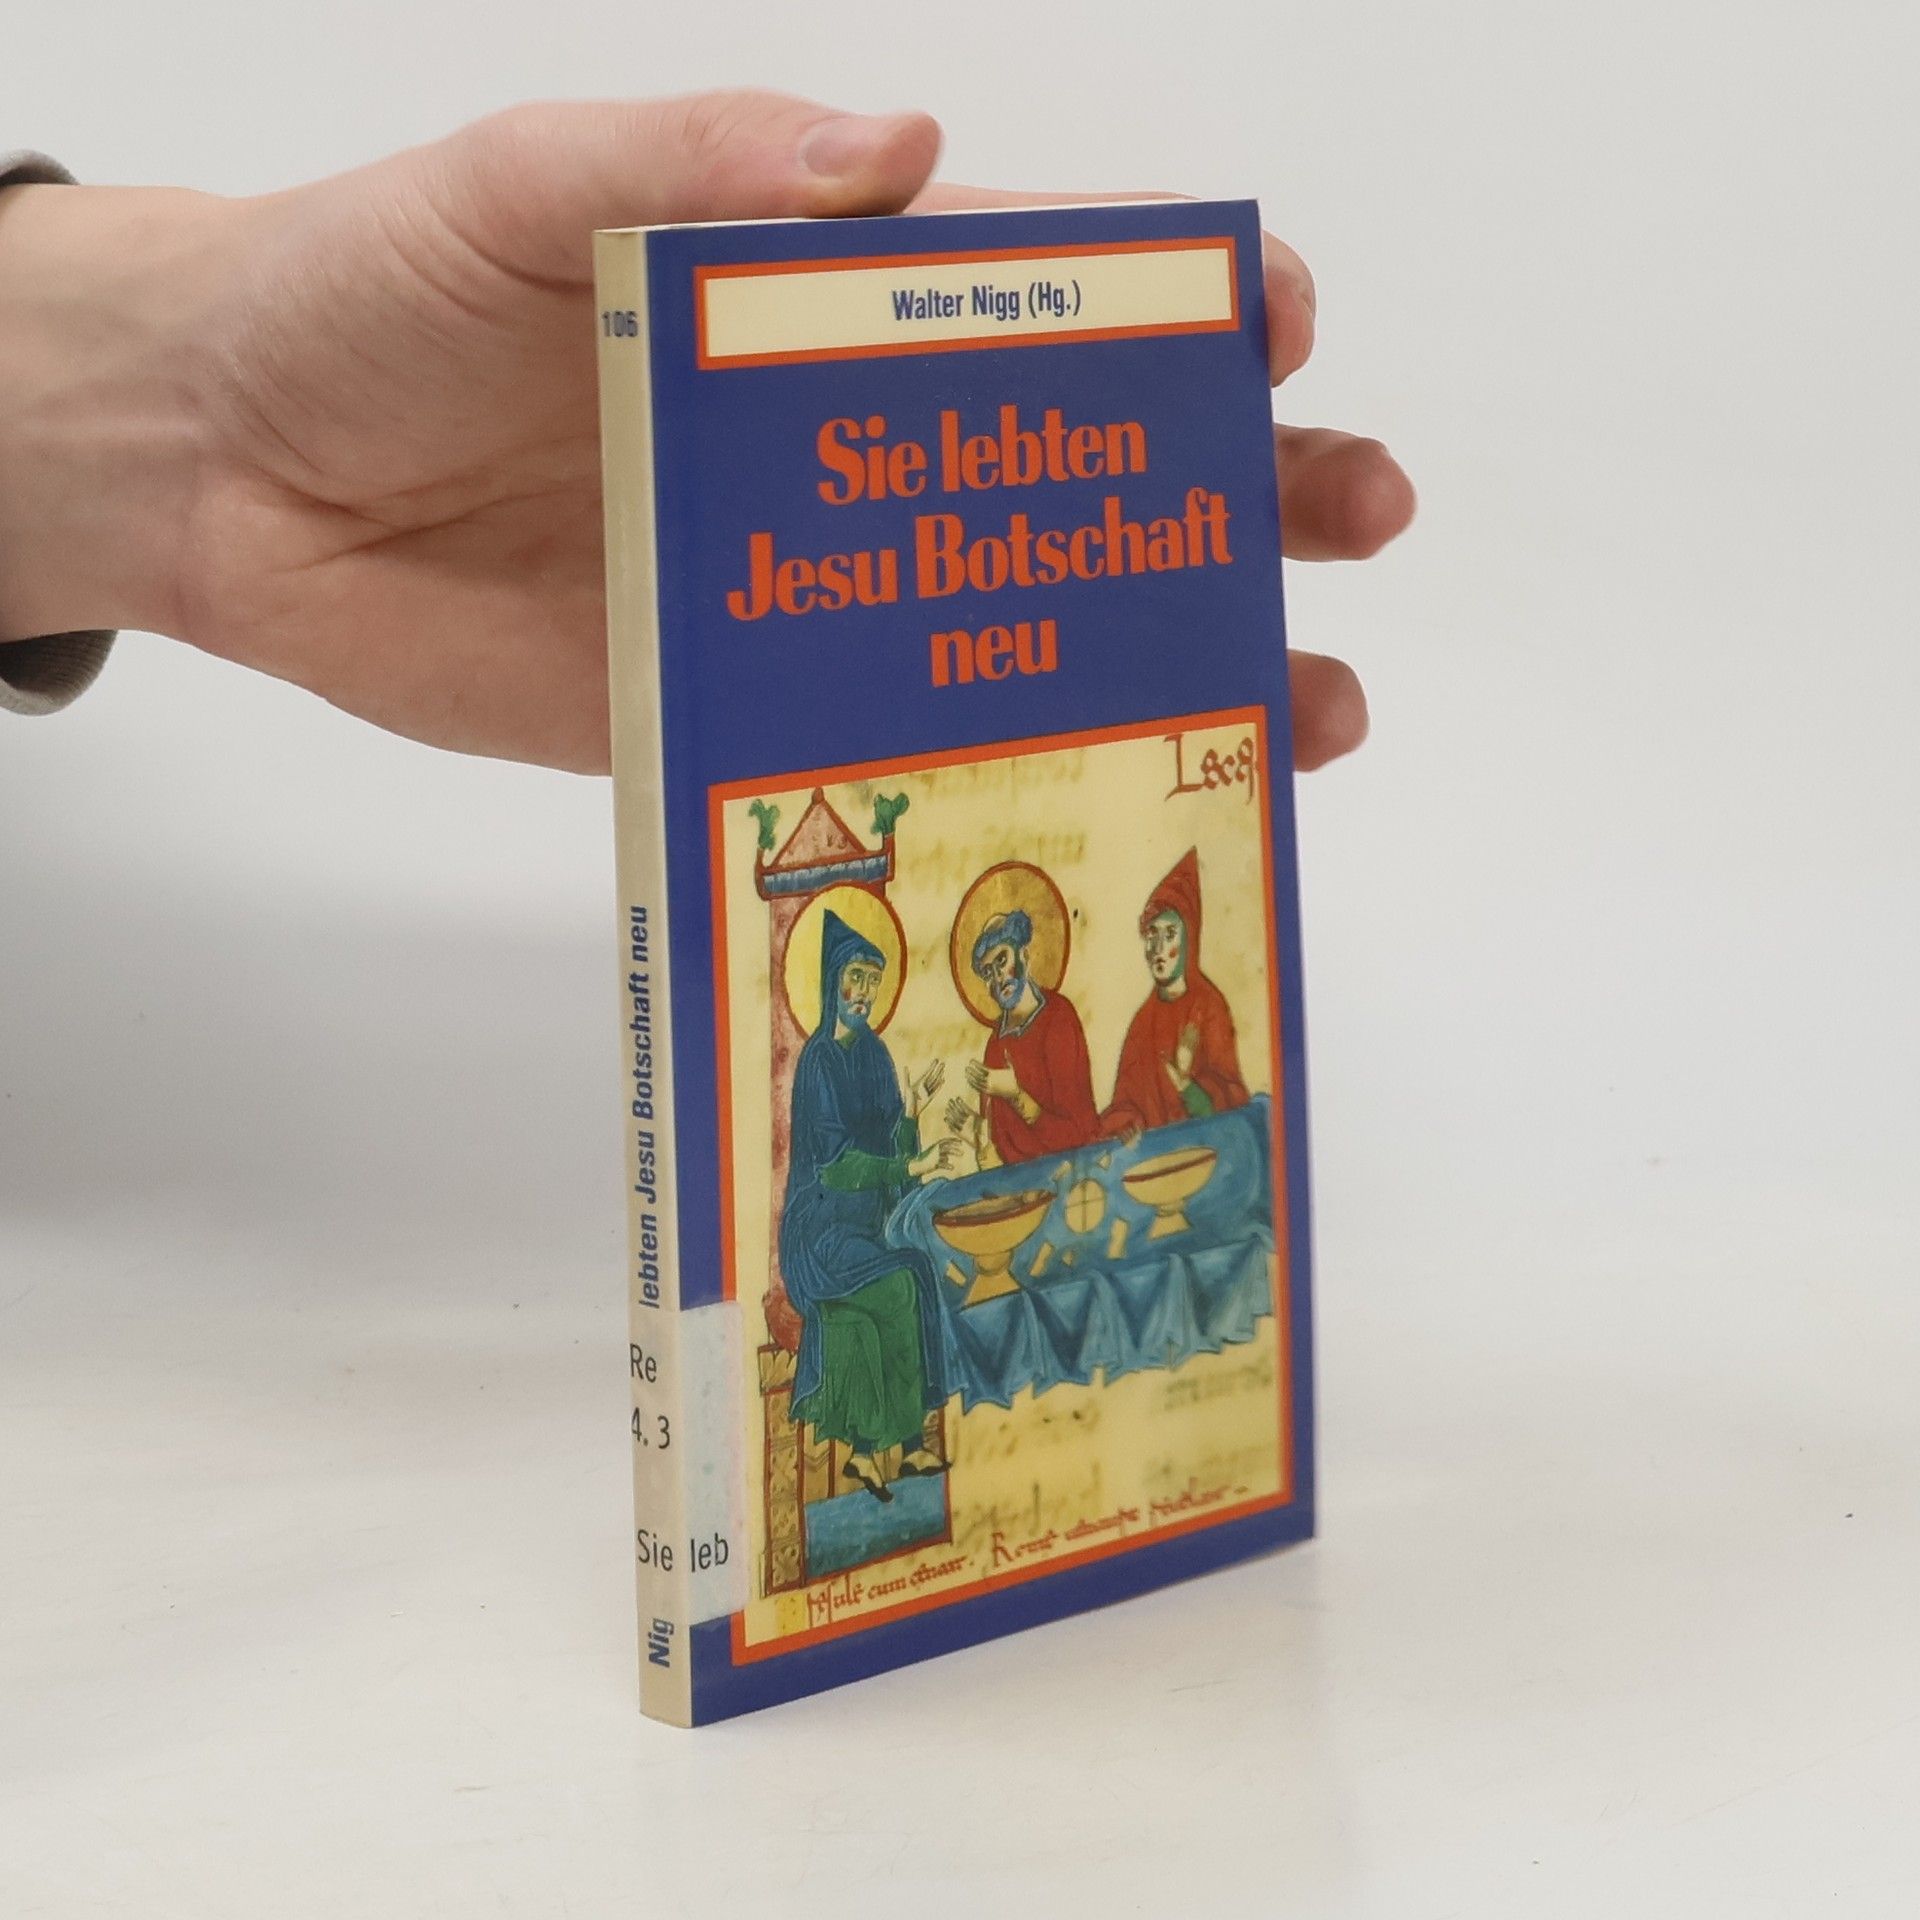 Walter Nigg (Hg.)
Sie lebten
Jesu Botschaft
neu
106
lebten Jesu Botschaft neu
Re
4. 3
Sie leb
Nig